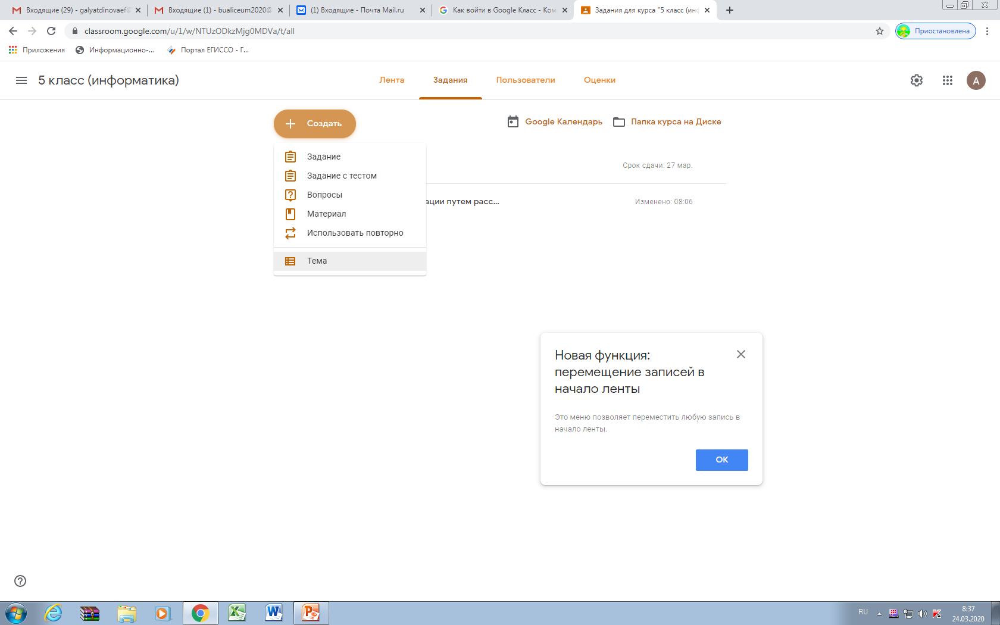 Входящие (29) - galyatdinovaef@
Входящие (1) - bualiceum2020@
(1) Входящие - Почта Mail.ru
Как войти в Google Класс - Ком
Задания для курса "5 класс (инф
classroom.google.com/u/1/w/NTUzODkzMjg0MDVa/t/all
Приостановлена
Приложения
Информационно-...
Портал ЕГИССО - Г...
5 класс (информатика)
Лента
Задания
Пользователи
Оценки
A
Создать
Google Календарь
Папка курса на Диске
Задание
Срок сдачи: 27 мар.
Задание с тестом
Вопросы
ации путем расс...
Изменено: 08:06
Материал
Использовать повторно
Тема
Новая функция:
перемещение записей в
начало ленты
Это меню позволяет переместить любую запись в
начало ленты.
ОК
RU
8:37
24.03.2020